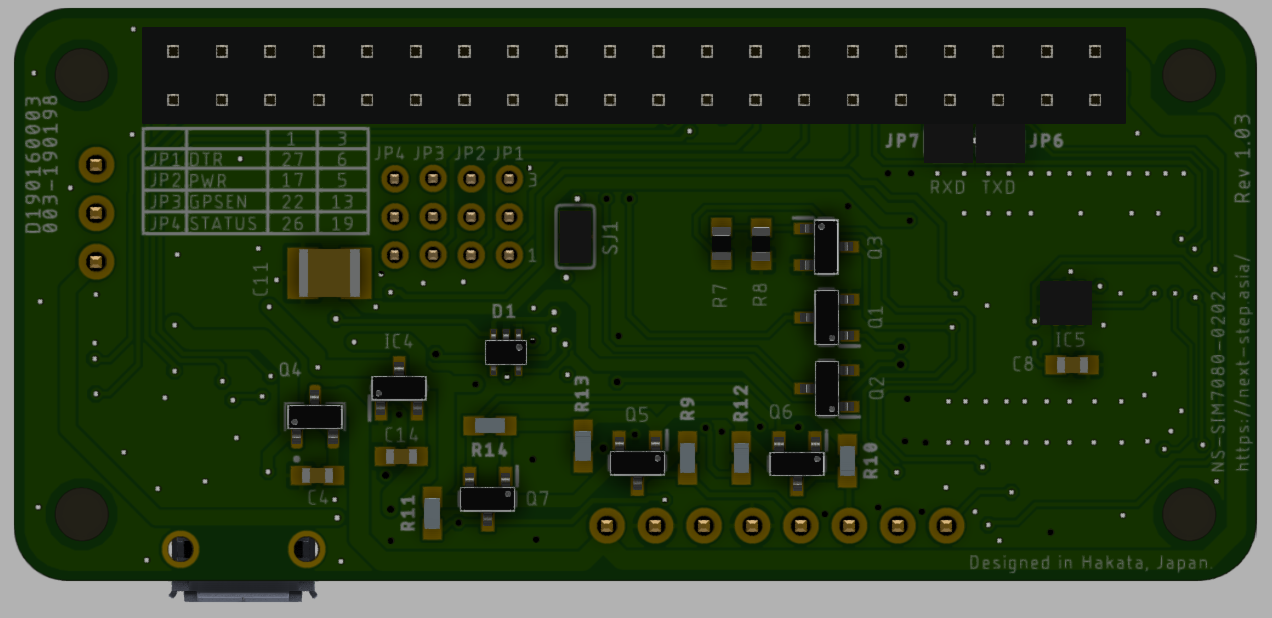 JP7
JP6
RXD TXD
1 3
JP1 DTR 27 6
JP2 PWR 17 5
JP3 GPSEN 22 13
JP4 STATUS 26 19
JP4 JP3 JP2 JP1
3
1
D190160003
003-190198
Rev 1.03
C11
SJ1
R7
R8
Q3
Q1
Q2
D1
IC4
Q4
IC5
C8
R13
Q5
R9
R12
Q6
R10
C14
R14
C4
R11
Q7
NS-SIM7080-0202
https://next-step.asia/
Designed in Hakata, Japan.